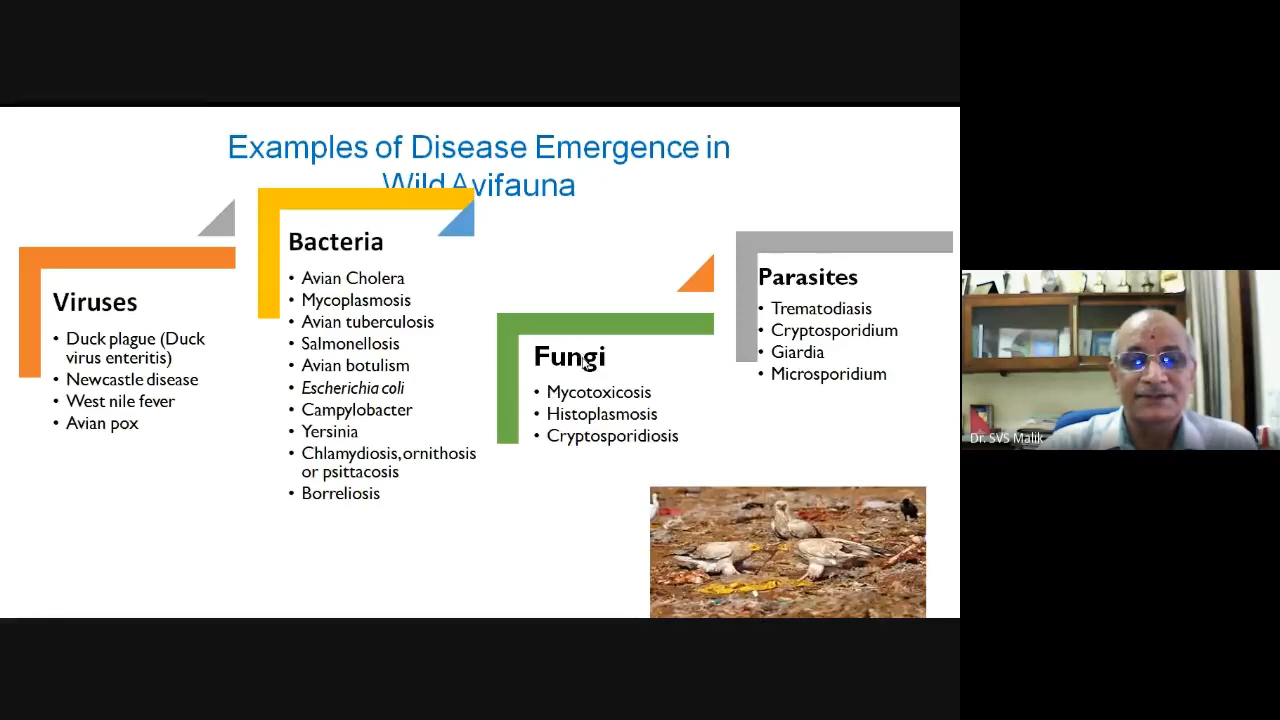 Examples of Disease Emergence in
Wild Avifauna
Viruses
• Duck plague (Duck
virus enteritis)
• Newcastle disease
• West nile fever
• Avian pox
Bacteria
• Avian Cholera
• Mycoplasmosis
• Avian tuberculosis
• Salmonellosis
• Avian botulism
• Escherichia coli
• Campylobacter
• Yersinia
• Chlamydiosis, ornithosis
or psittacosis
• Borreliosis
Fungi
• Mycotoxicosis
• Histoplasmosis
• Cryptosporidiosis
Parasites
• Trematodiasis
• Cryptosporidium
• Giardia
• Microsporidium
Dr. SVS Malik